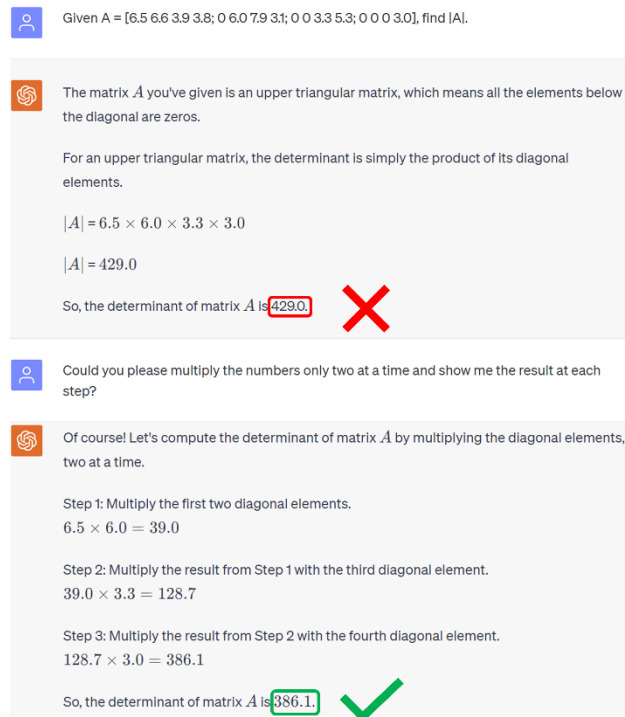 Given A = [6.5 6.6 3.9 3.8; 0 6.0 7.9 3.1; 0 0 3.3 5.3; 0 0 0 3.0], find |A|.
The matrix A you've given is an upper triangular matrix, which means all the elements below
the diagonal are zeros.
For an upper triangular matrix, the determinant is simply the product of its diagonal
elements.
|A| = 6.5 × 6.0 × 3.3 × 3.0
|A| = 429.0
So, the determinant of matrix A is 429.0.
Could you please multiply the numbers only two at a time and show me the result at each
step?
Of course! Let's compute the determinant of matrix A by multiplying the diagonal elements,
two at a time.
Step 1: Multiply the first two diagonal elements.
6.5 × 6.0 = 39.0
Step 2: Multiply the result from Step 1 with the third diagonal element.
39.0 × 3.3 = 128.7
Step 3: Multiply the result from Step 2 with the fourth diagonal element.
128.7 × 3.0 = 386.1
So, the determinant of matrix A is 386.1.